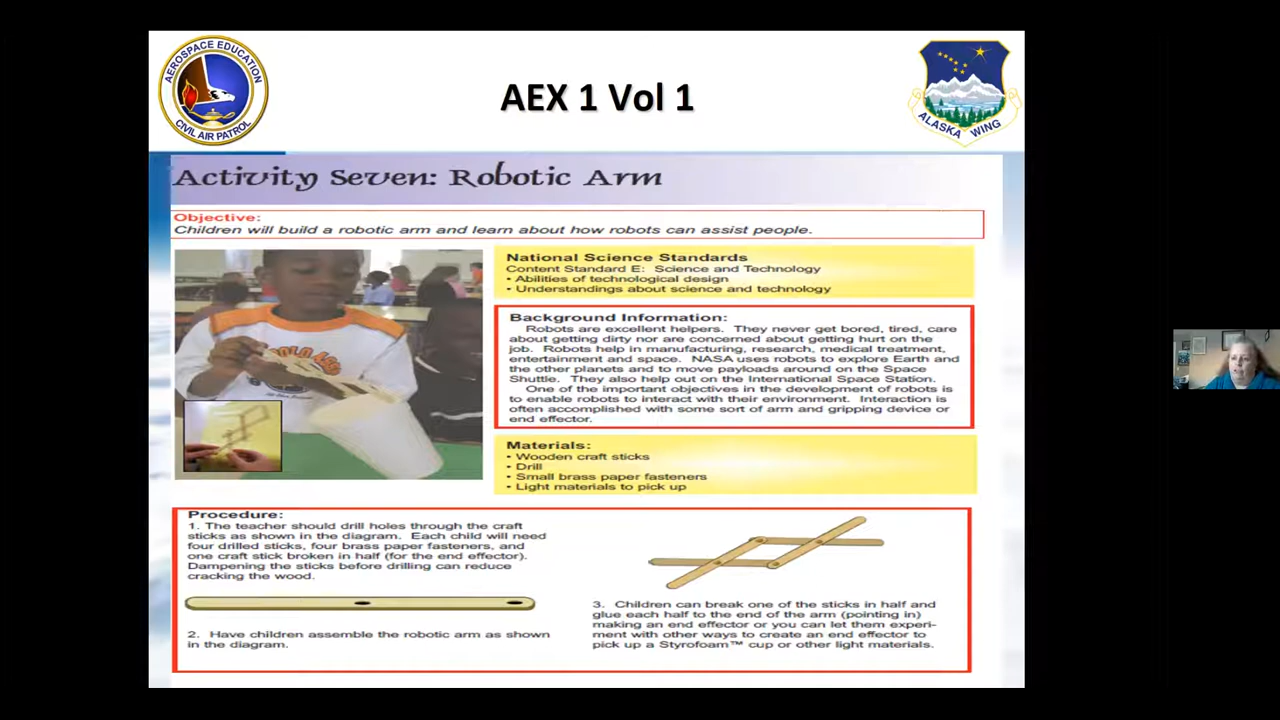 AEROSPACE EDUCATION
CIVIL AIR PATROL
AEX 1 Vol 1
ALASKA WING
Activity Seven: Robotic Arm
Objective:
Children will build a robotic arm and learn about how robots can assist people.
National Science Standards
Content Standard E: Science and Technology
• Abilities of technological design
• Understandings about science and technology
Background Information:
Robots are excellent helpers. They never get bored, tired, care
about getting dirty nor are concerned about getting hurt on the
job. Robots help in manufacturing, research, medical treatment,
entertainment and space. NASA uses robots to explore Earth and
the other planets and to move payloads around on the Space
Shuttle. They also help out on the International Space Station.
One of the important objectives in the development of robots is
to enable robots to interact with their environment. Interaction is
often accomplished with some sort of arm and gripping device or
end effector.
Materials:
• Wooden craft sticks
• Drill
• Small brass paper fasteners
• Light materials to pick up
Procedure:
1. The teacher should drill holes through the craft
sticks as shown in the diagram. Each child will need
four drilled sticks, four brass paper fasteners, and
one craft stick broken in half (for the end effector).
Dampening the sticks before drilling can reduce
cracking the wood.
2. Have children assemble the robotic arm as shown
in the diagram.
3. Children can break one of the sticks in half and
glue each half to the end of the arm (pointing in)
making an end effector or you can let them experi-
ment with other ways to create an end effector to
pick up a Styrofoam™ cup or other light materials.